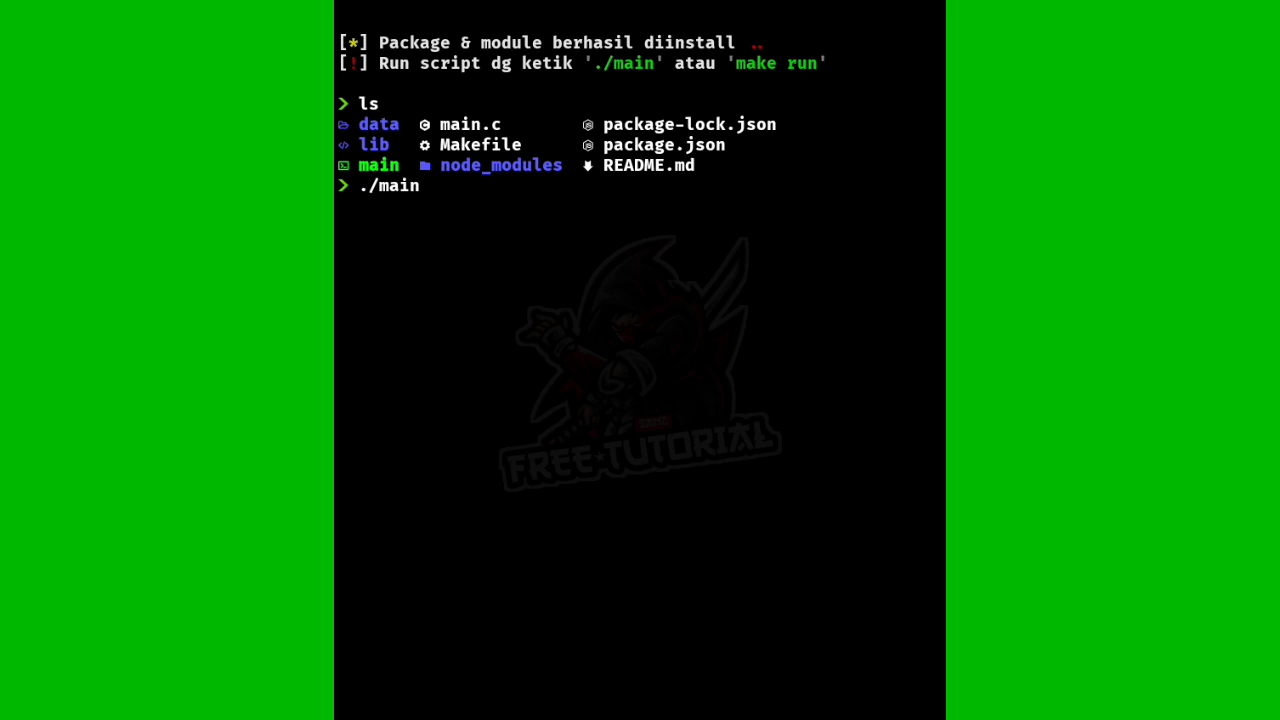 [*] Package & module berhasil diinstall ..
[!] Run script dg ketik './main' atau 'make run'
❯ ls
data main.c package-lock.json
lib Makefile package.json
main node_modules README.md
❯ ./main
FREE TUTORIAL